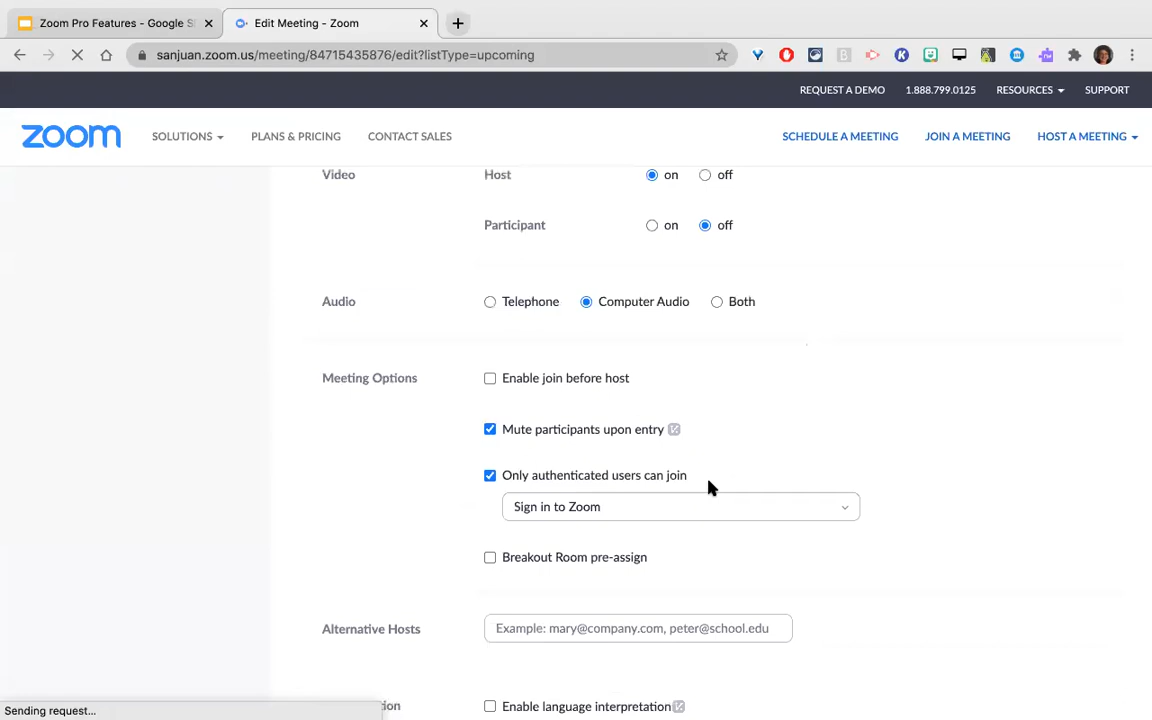 Zoom Pro Features - Google S
Edit Meeting - Zoom
sanjuan.zoom.us/meeting/84715435876/edit?listType=upcoming
REQUEST A DEMO 1.888.799.0125 RESOURCES SUPPORT
zoom SOLUTIONS PLANS & PRICING CONTACT SALES SCHEDULE A MEETING JOIN A MEETING HOST A MEETING
Video Host on off
Participant on off
Audio Telephone Computer Audio Both
Meeting Options Enable join before host
Mute participants upon entry
Only authenticated users can join
Sign in to Zoom
Breakout Room pre-assign
Alternative Hosts Example: mary@company.com, peter@school.edu
Enable language interpretation
Sending request...